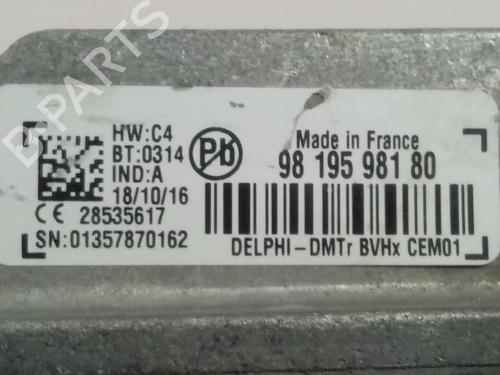 B-PARTS
HW:C4
BT:0314
IND:A
18/10/16
CE 28535617
SN:01357870162
Pb
Made in France
98 195 981 80
DELPHI-DMTr BVHx CEM01